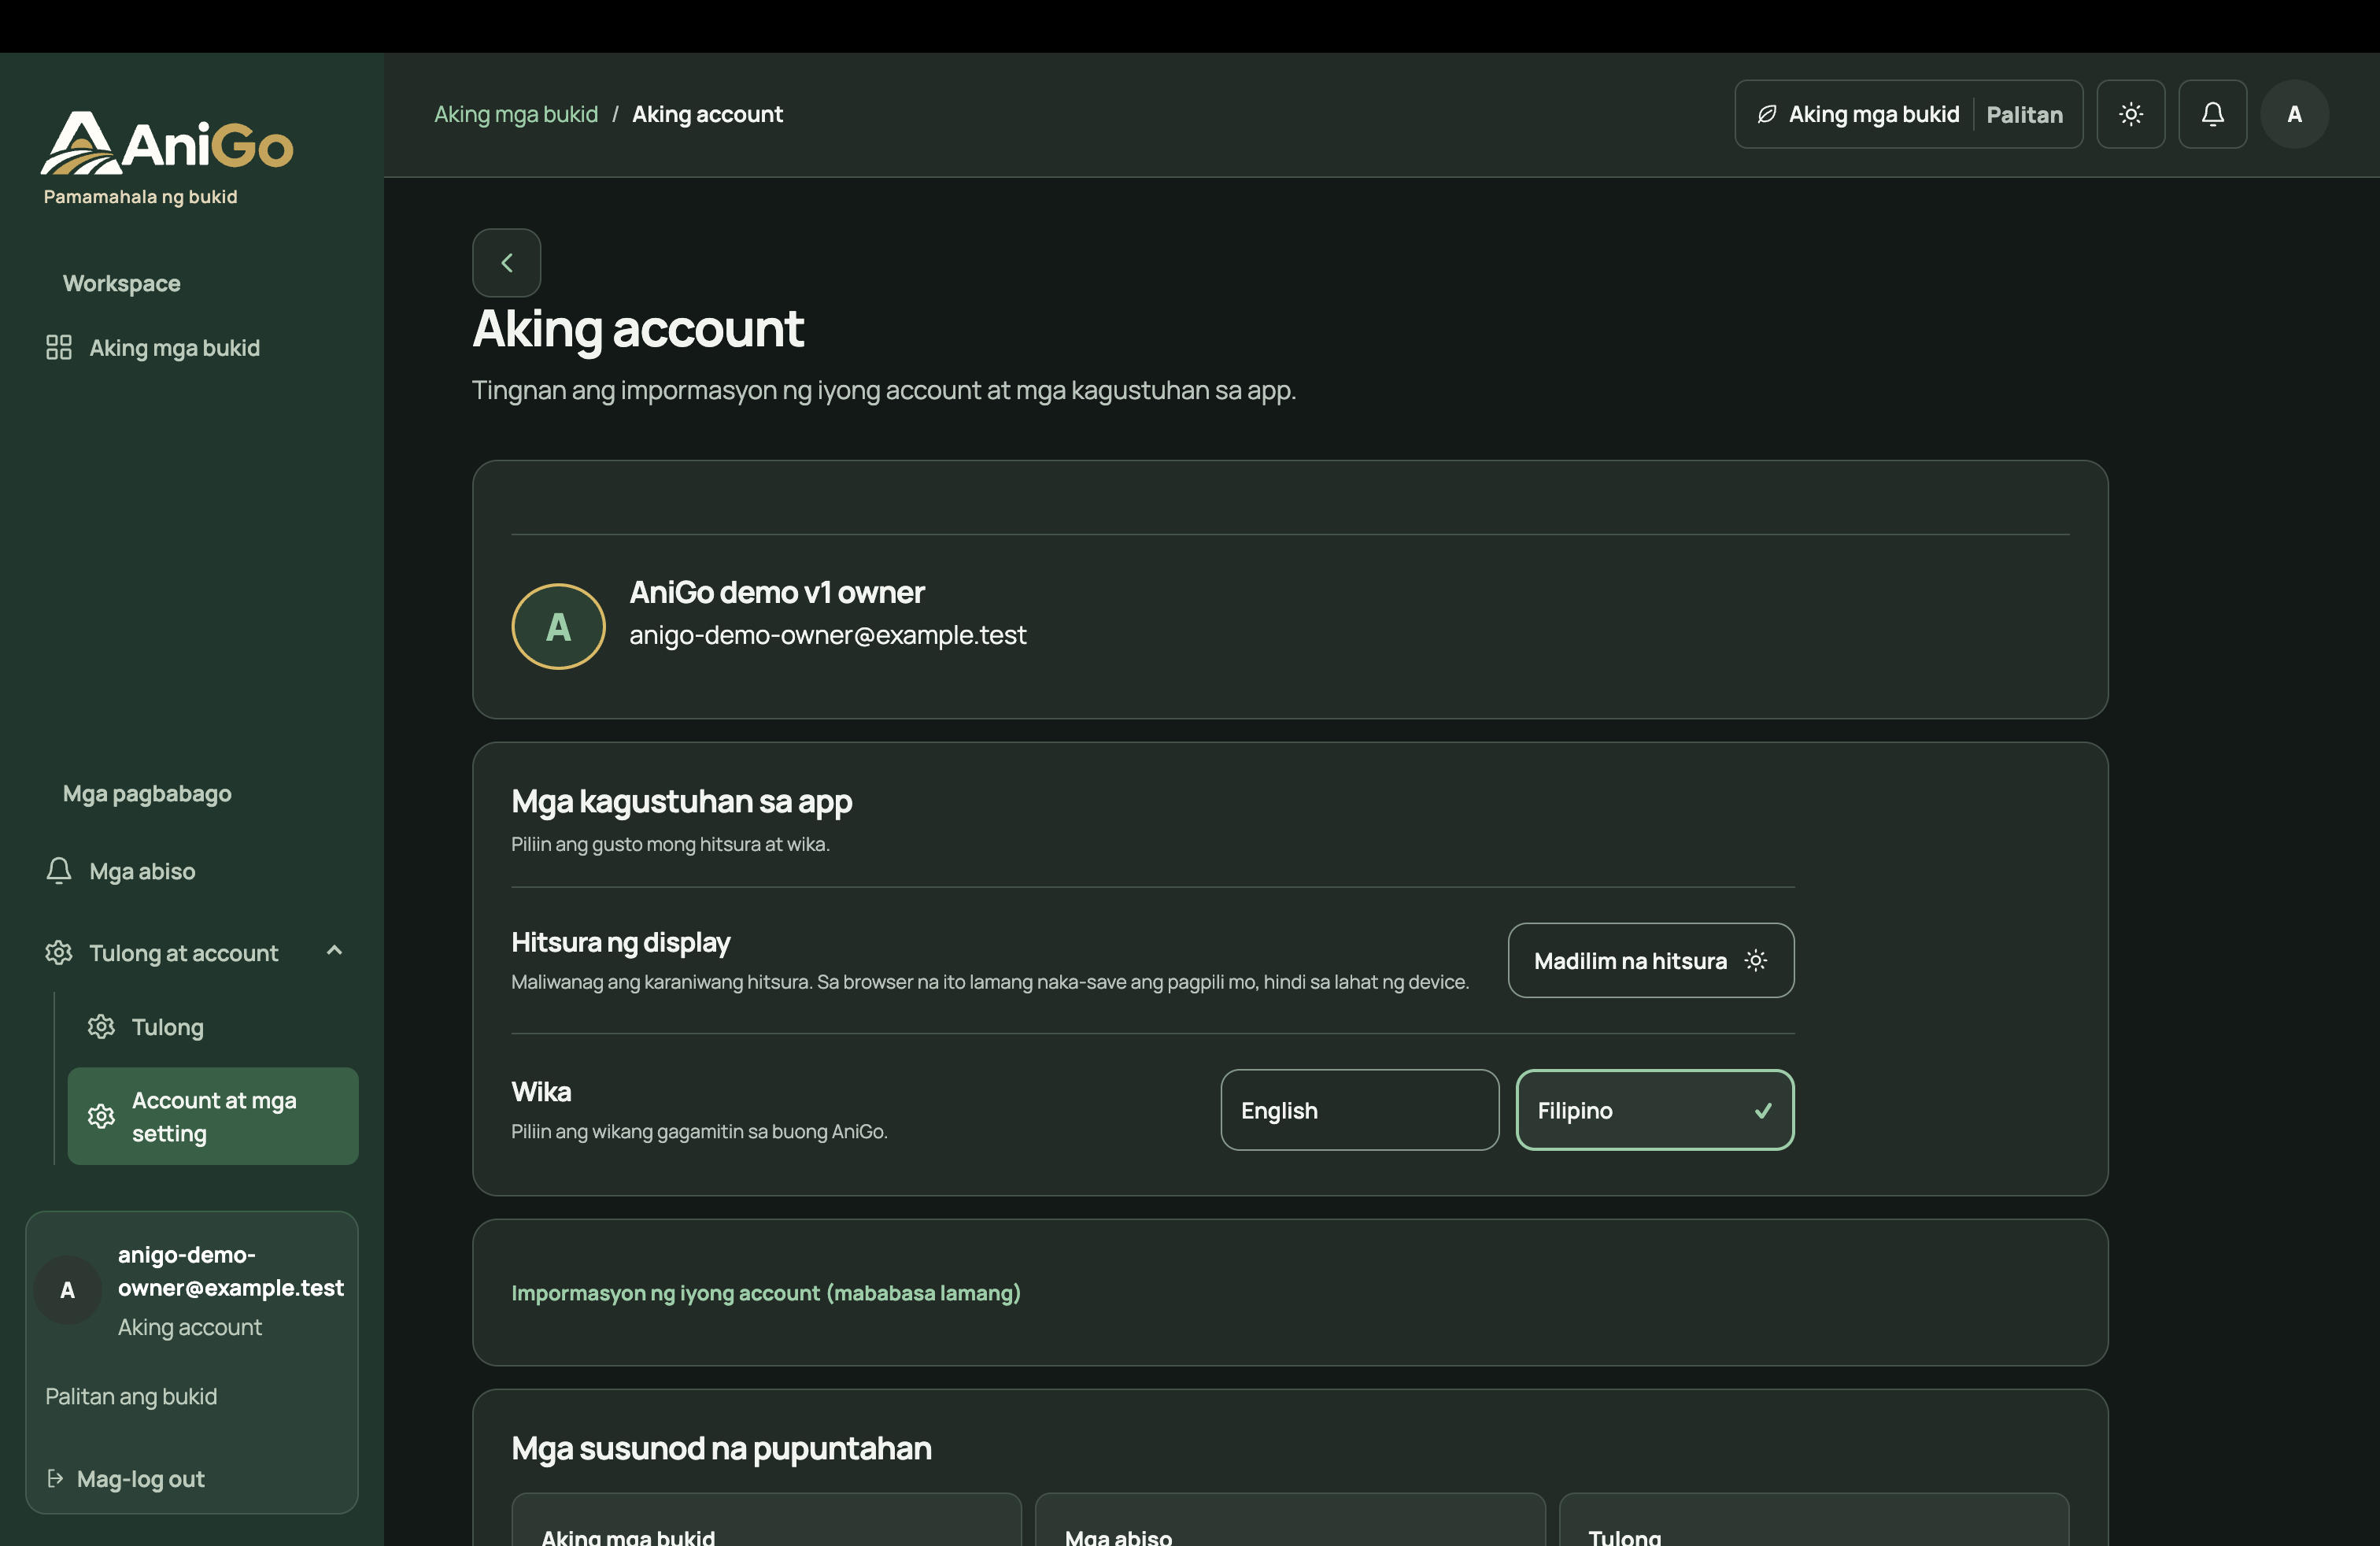 AniGo
Pamamahala ng bukid
Workspace
Aking mga bukid
Mga pagbabago
Mga abiso
Tulong at account
Tulong
Account at mga
setting
A
anigo-demo-
owner@example.test
Aking account
Palitan ang bukid
Mag-log out
Aking mga bukid / Aking account
Aking mga bukid
Palitan
A
Aking account
Tingnan ang impormasyon ng iyong account at mga kagustuhan sa app.
A
AniGo demo v1 owner
anigo-demo-owner@example.test
Mga kagustuhan sa app
Piliin ang gusto mong hitsura at wika.
Hitsura ng display
Maliwanag ang karaniwang hitsura. Sa browser na ito lamang naka-save ang pagpili mo, hindi sa lahat ng device.
Madilim na hitsura
Wika
Piliin ang wikang gagamitin sa buong AniGo.
English
Filipino
Impormasyon ng iyong account (mababasa lamang)
Mga susunod na pupuntahan
Aking mga bukid
Mga abiso
Tulong